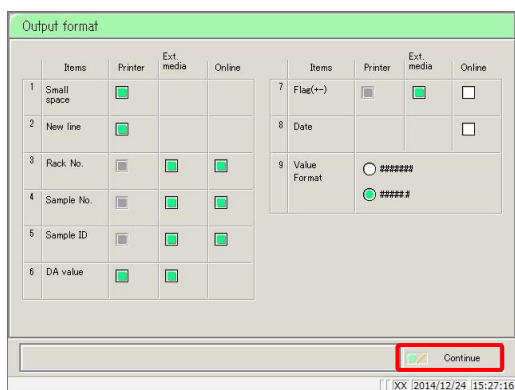 Output format
Items Printer Ext. media Online
1 Small space
2 New line
3 Rack No.
4 Sample No.
5 Sample ID
6 DA value
Items Printer Ext. media Online
7 Flag(+-)
8 Date
9 Value Format #######
#####.#
Continue
XX 2014/12/24 15:27:16